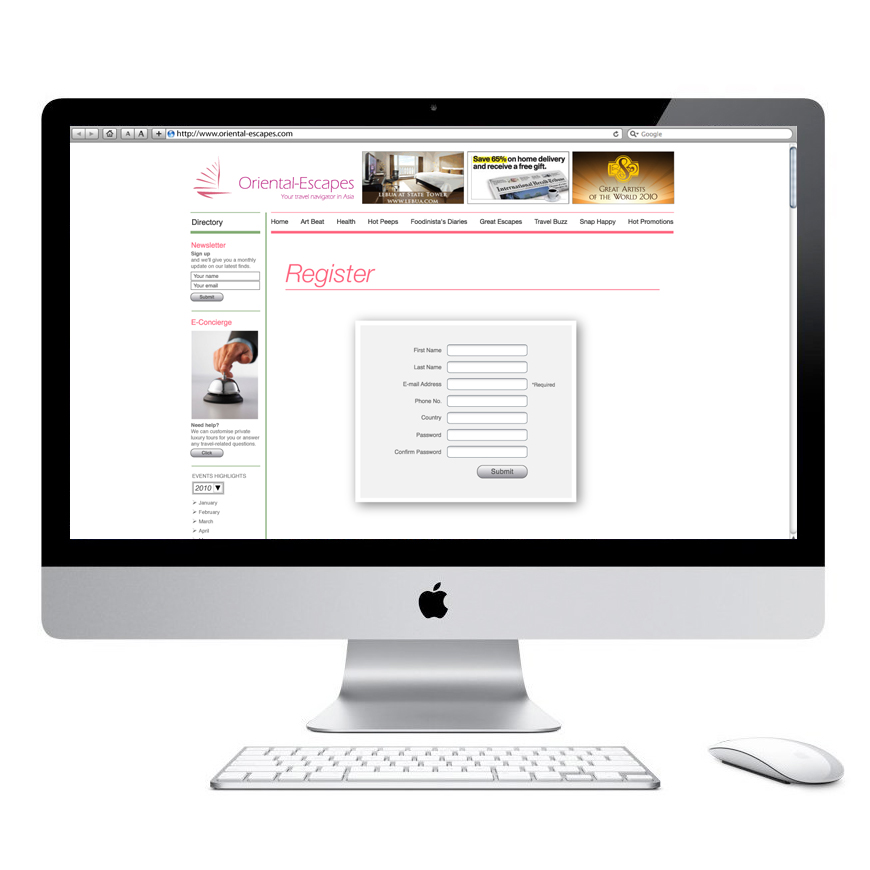 A A + http://www.oriental-escapes.com
Google
Oriental-Escapes
Your travel navigator in Asia
LEBUA AT STATE TOWER
WWW.LEBUA.COM
Save 65% on home delivery
and receive a free gift.
International Herald Tribune
GREAT ARTISTS
OF THE WORLD 2010
Directory
Home Art Beat Health Hot Peeps Foodinista's Diaries Great Escapes Travel Buzz Snap Happy Hot Promotions
Newsletter
Sign up
and we'll give you a monthly
update on our latest finds.
Your name
Your email
Submit
E-Concierge
Need help?
We can customise private
luxury tours for you or answer
any travel-related questions.
Click
EVENTS HIGHLIGHTS
2010
January
February
March
April
Register
First Name
Last Name
E-mail Address *Required
Phone No.
Country
Password
Confirm Password
Submit